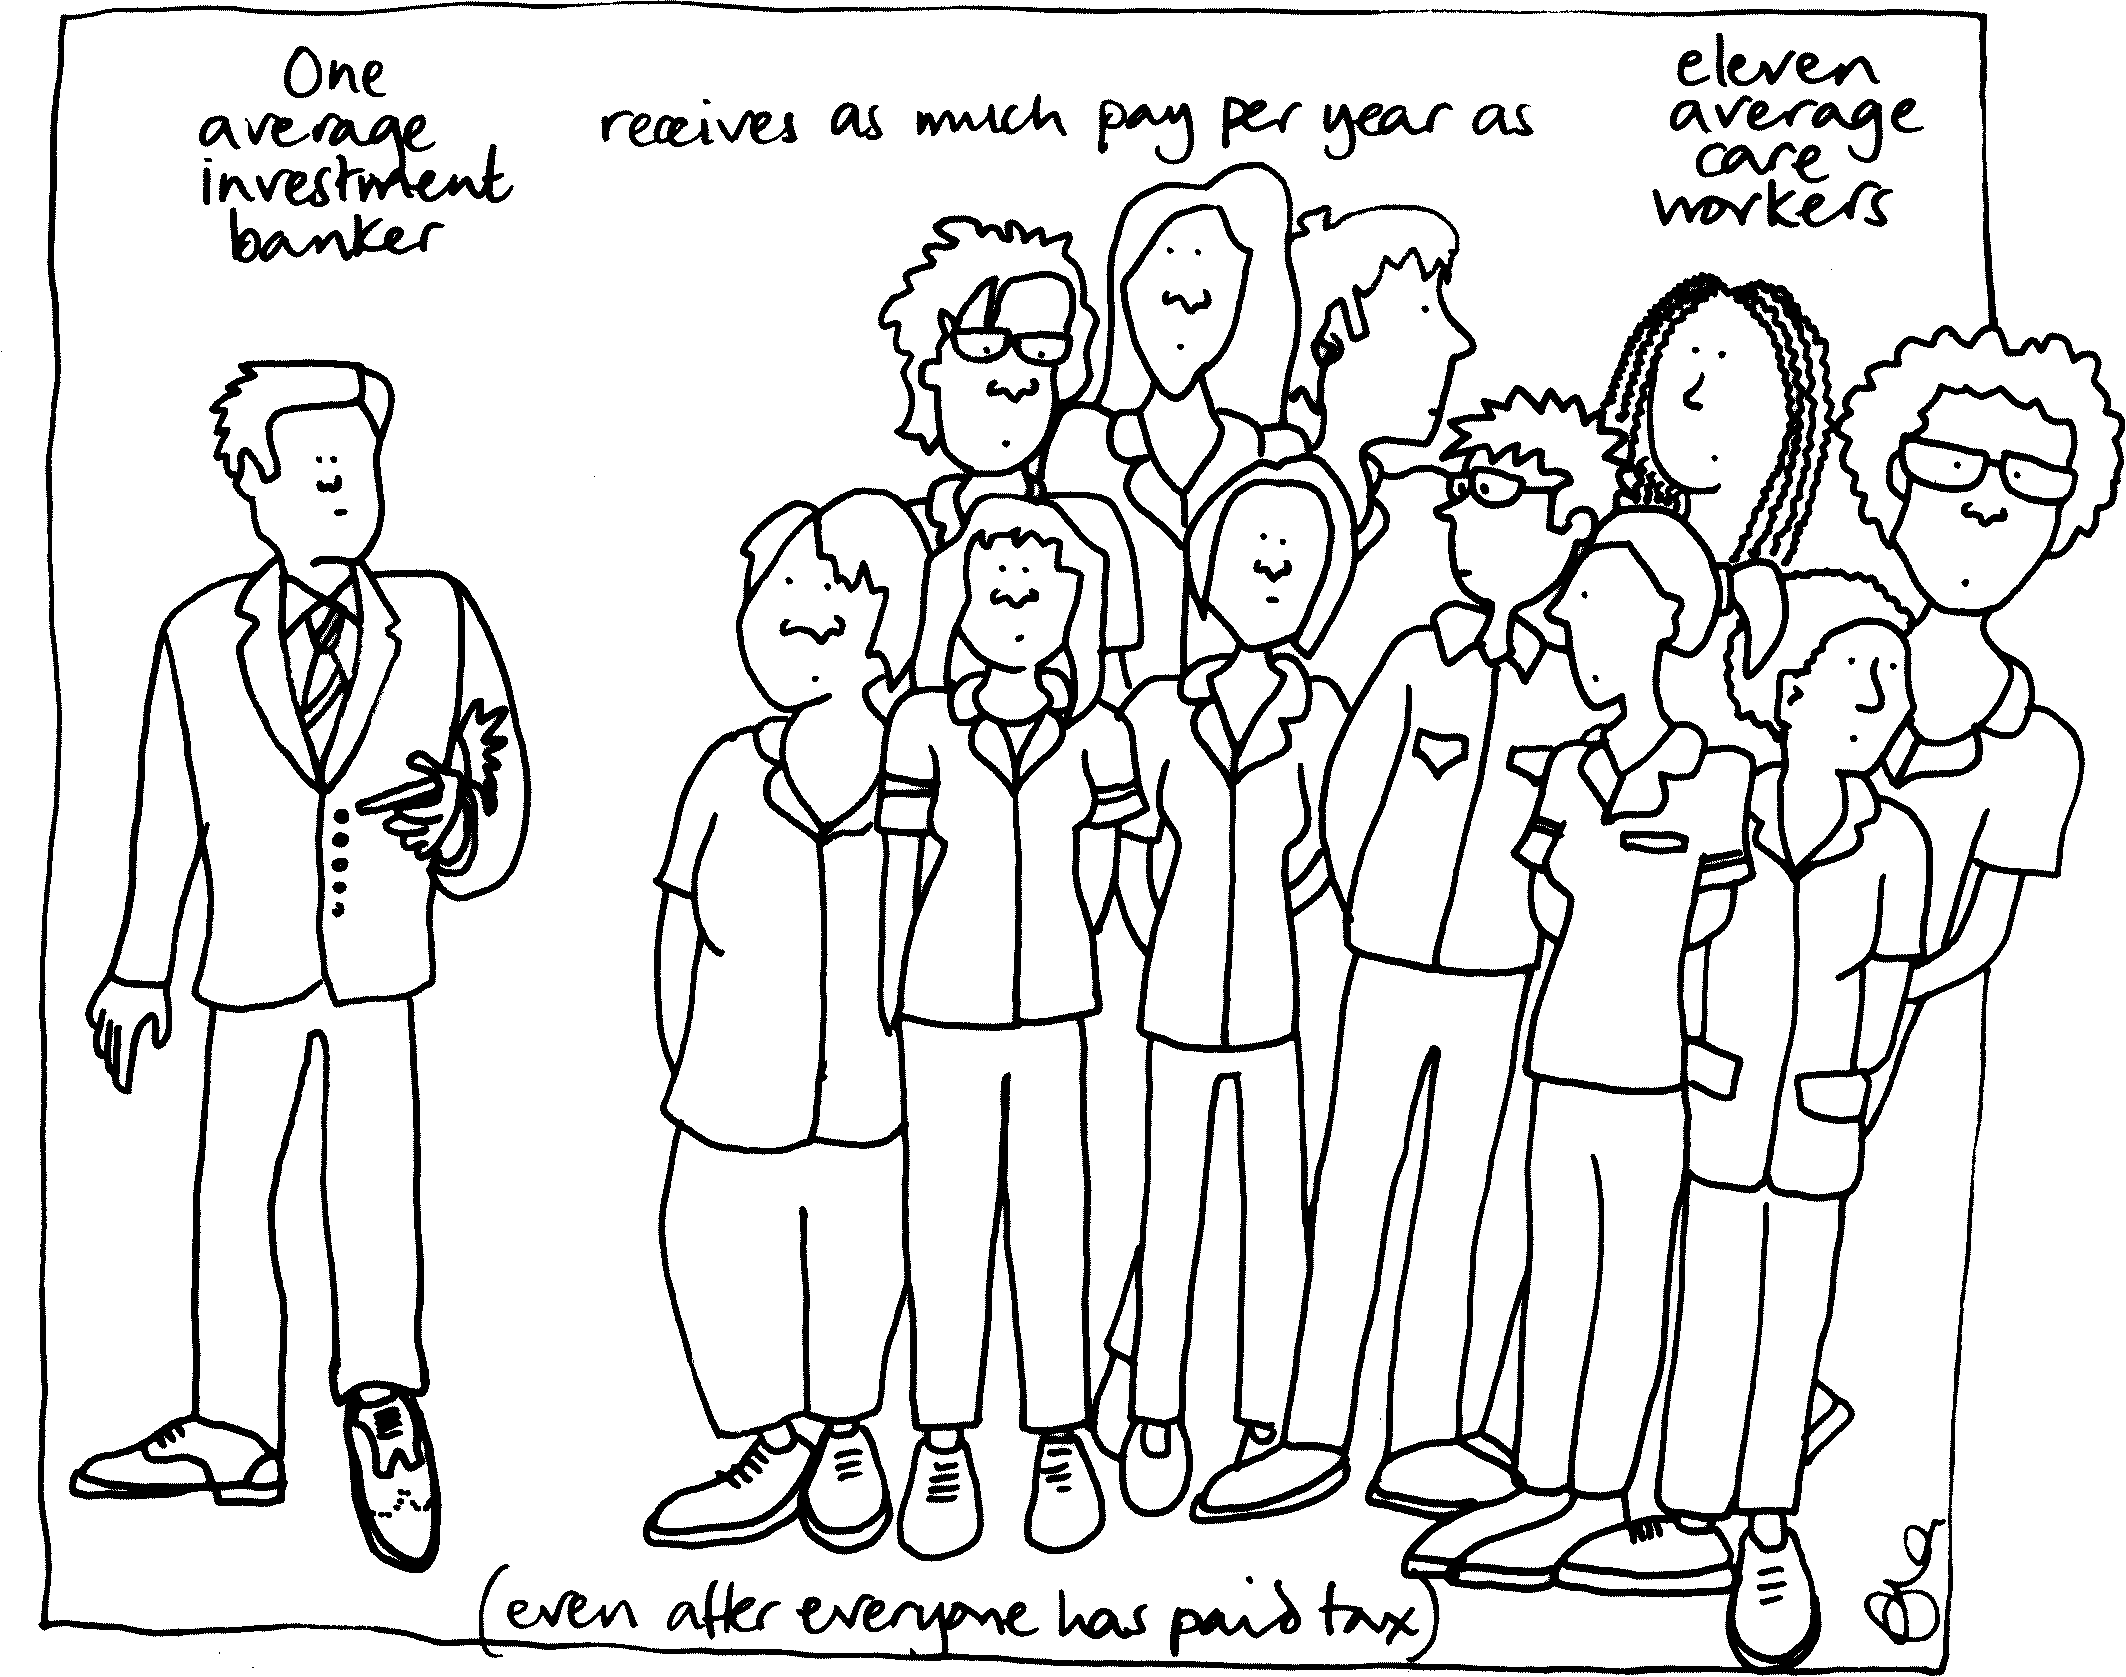 One
average
investment
banker
receives as much pay per year as
eleven
average
care
workers
(even after everyone has paid tax)